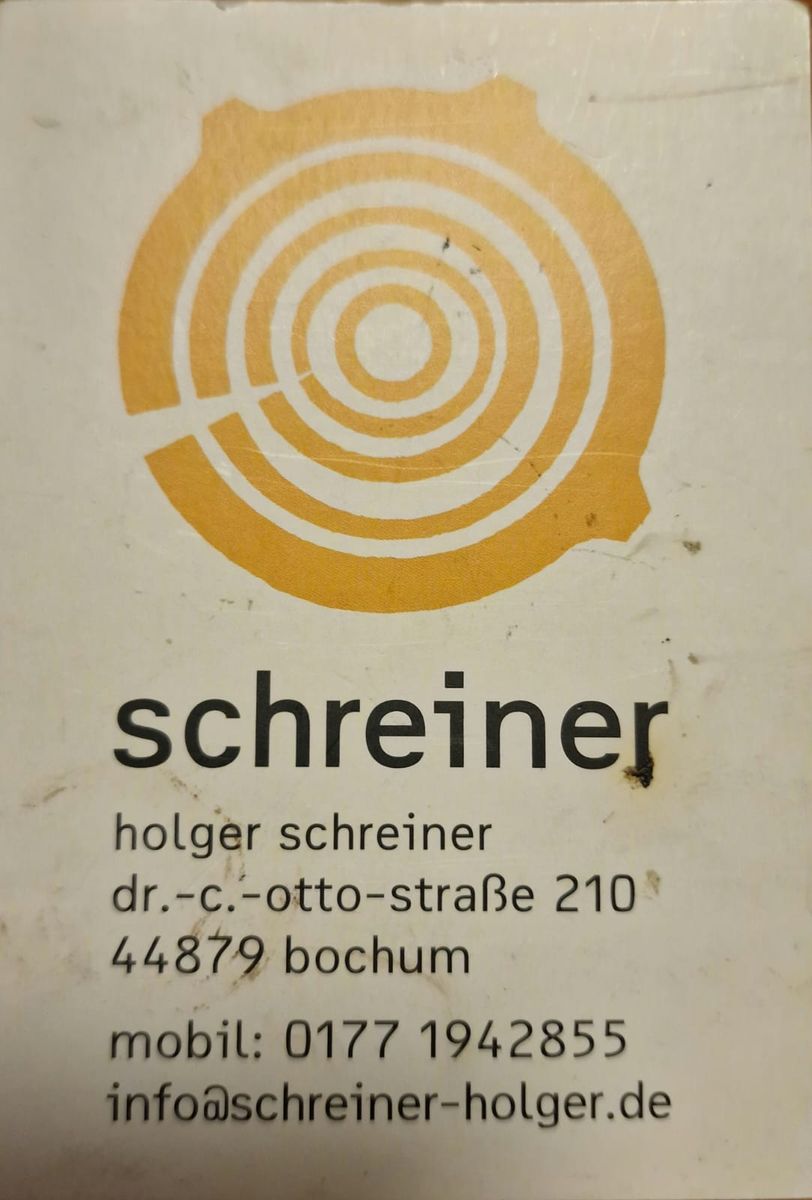 schreiner
holger schreiner
dr.-c.-otto-straße 210
44879 bochum
mobil: 0177 1942855
info@schreiner-holger.de